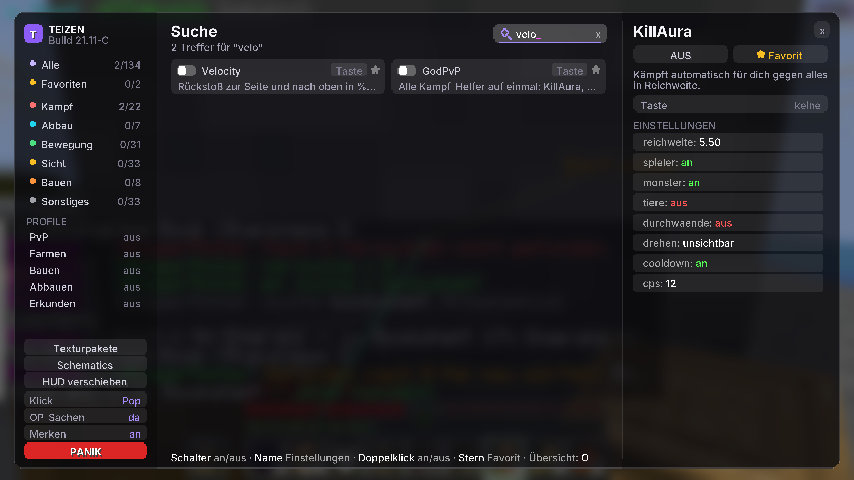 TEIZEN
Build 21.11-C
Alle 2/134
Favoriten 0/2
Kampf 2/22
Abbau 0/7
Bewegung 0/31
Sicht 0/33
Bauen 0/8
Sonstiges 0/33
PROFILE
PvP aus
Farmen aus
Bauen aus
Abbauen aus
Erkunden aus
Texturpakete
Schematics
HUD verschieben
Klick Pop
OP-Sachen da
Merken an
PANIK
Suche
2 Treffer für "velo"
velo_ x
Velocity Taste
Rückstoß zur Seite und nach oben in %...
GodPvP Taste
Alle Kampf-Helfer auf einmal: KillAura, ...
Schalter an/aus · Name Einstellungen · Doppelklick an/aus · Stern Favorit · Übersicht: O
KillAura x
AUS Favorit
Kämpft automatisch für dich gegen alles
in Reichweite.
Taste keine
EINSTELLUNGEN
reichweite: 5.50
spieler: an
monster: an
tiere: aus
durchwaende: aus
drehen: unsichtbar
cooldown: an
cps: 12